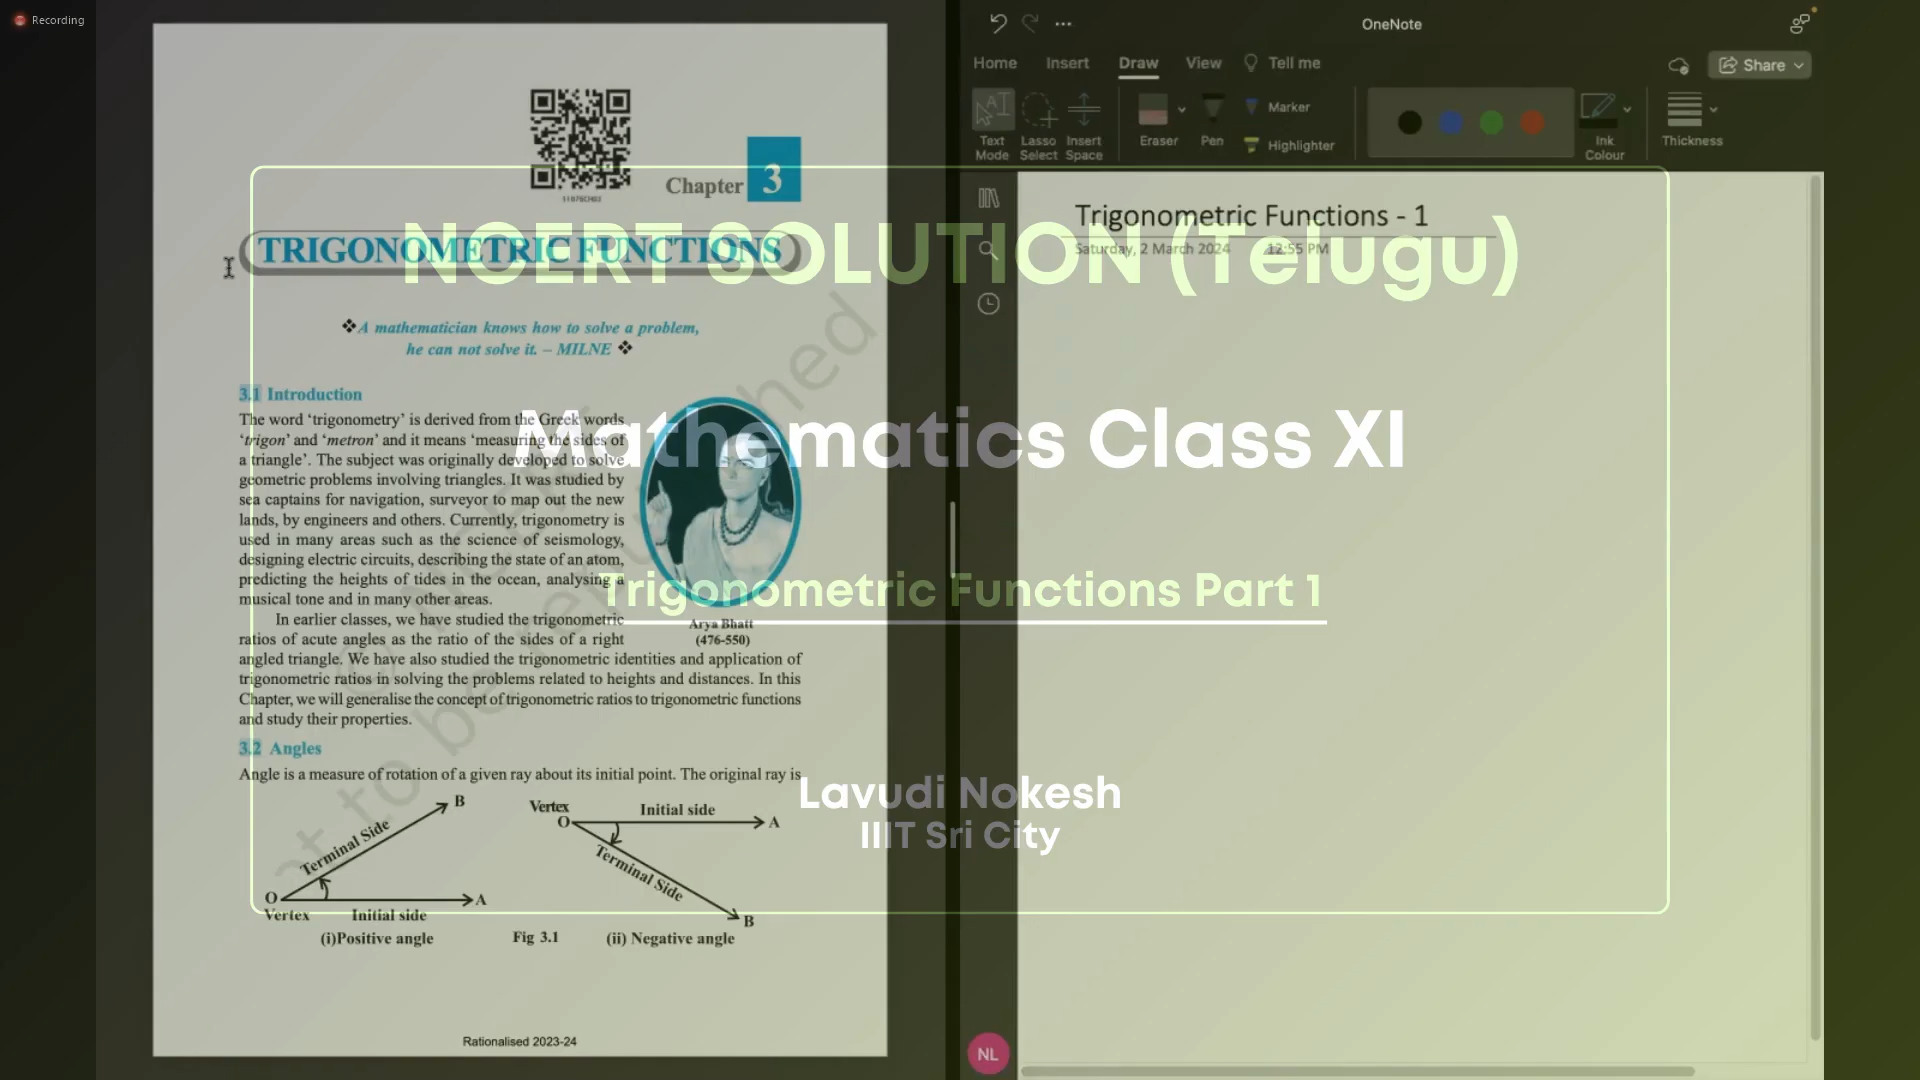 Recording
Chapter
3
TRIGONOMETRIC FUNCTIONS
❖A mathematician knows how to solve a problem,
he can not solve it. – MILNE ❖
3.1 Introduction
The word ‘trigonometry’ is derived from the Greek words
‘trigon’ and ‘metron’ and it means ‘measuring the sides of
a triangle’. The subject was originally developed to solve
geometric problems involving triangles. It was studied by
sea captains for navigation, surveyor to map out the new
lands, by engineers and others. Currently, trigonometry is
used in many areas such as the science of seismology,
designing electric circuits, describing the state of an atom,
predicting the heights of tides in the ocean, analysing a
musical tone and in many other areas.
In earlier classes, we have studied the trigonometric
ratios of acute angles as the ratio of the sides of a right
angled triangle. We have also studied the trigonometric identities and application of
trigonometric ratios in solving the problems related to heights and distances. In this
Chapter, we will generalise the concept of trigonometric ratios to trigonometric functions
and study their properties.
Arya Bhatt
(476-550)
3.2 Angles
Angle is a measure of rotation of a given ray about its initial point. The original ray is
B
Terminal Side
O
A
Vertex
Initial side
(i)Positive angle
Vertex
Initial side
O
A
Terminal Side
B
Fig 3.1
(ii) Negative angle
Rationalised 2023-24
OneNote
Home
Insert
Draw
View
Tell me
Share
Text
Mode
Lasso
Select
Insert
Space
Eraser
Pen
Marker
Highlighter
Ink
Colour
Thickness
Trigonometric Functions - 1
Saturday, 2 March 2024
12:55 PM
NL
NCERT SOLUTION (Telugu)
Mathematics Class XI
Trigonometric Functions Part 1
Lavudi Nokesh
IIIT Sri City